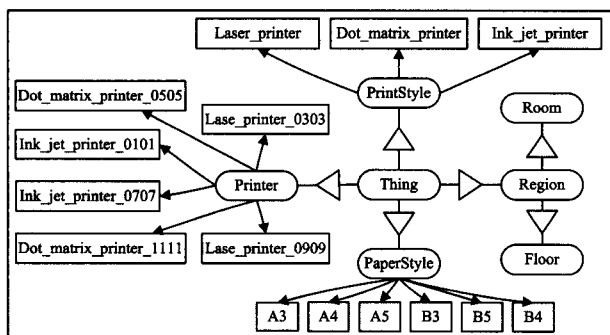 Laser_printer
Dot_matrix_printer
Ink_jet_printer
Dot_matrix_printer_0505
PrintStyle
Room
Lase_printer_0303
Ink_jet_printer_0101
Printer
Thing
Region
Ink_jet_printer_0707
Dot_matrix_printer_1111
Lase_printer_0909
PaperStyle
Floor
A3
A4
A5
B3
B5
B4